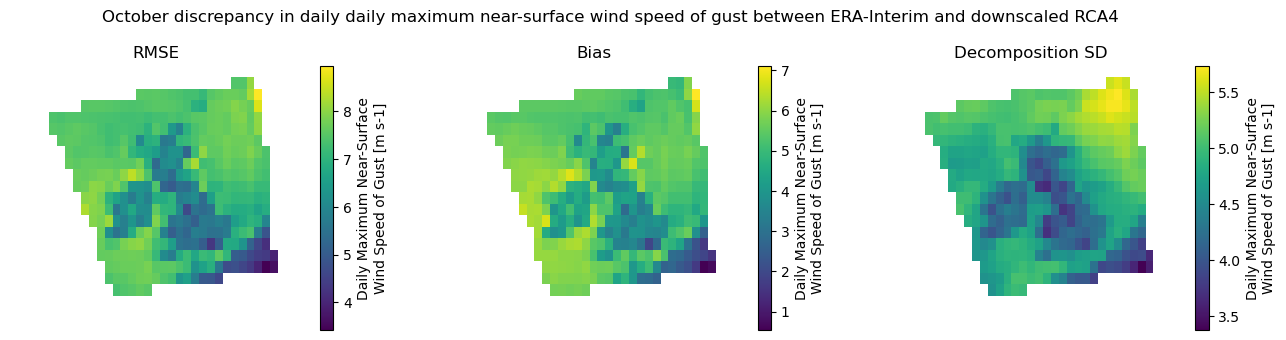 October discrepancy in daily daily maximum near-surface wind speed of gust between ERA-Interim and downscaled RCA4
RMSE
8
7
6
5
4
Daily Maximum Near-Surface
Wind Speed of Gust [m s-1]
Bias
7
6
5
4
3
2
1
Daily Maximum Near-Surface
Wind Speed of Gust [m s-1]
Decomposition SD
5.5
5.0
4.5
4.0
3.5
Daily Maximum Near-Surface
Wind Speed of Gust [m s-1]